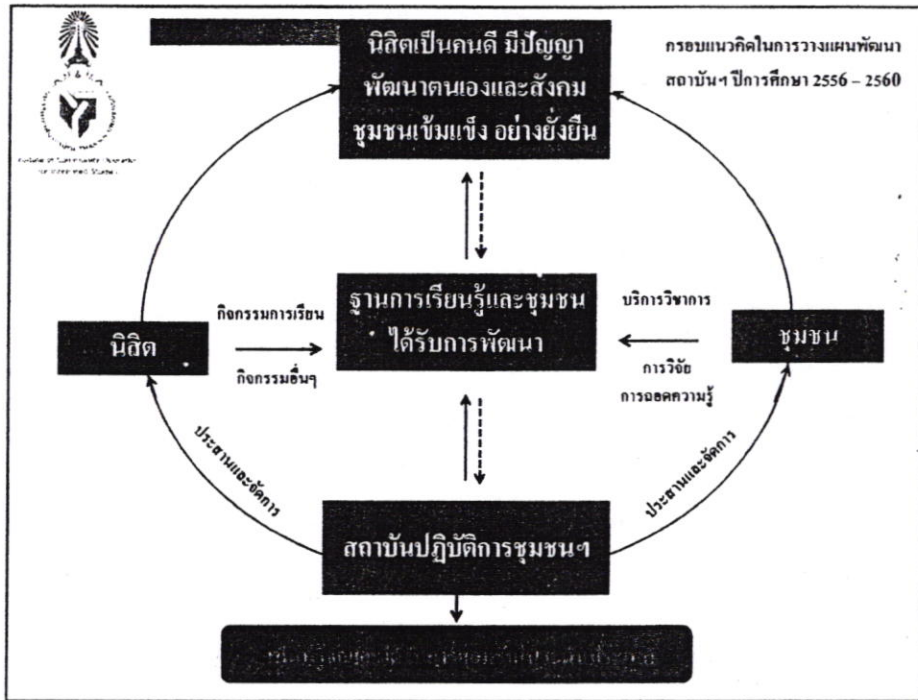 นิสิตเป็นคนดี มีปัญญา
พัฒนาตนเองและสังคม
ชุมชนเข้มแข็ง อย่างยั่งยืน
กรอบแนวคิดในการวางแผนพัฒนา
สถาบันฯ ปีการศึกษา 2556 – 2560
ฐานการเรียนรู้และชุมชน
ได้รับการพัฒนา
กิจกรรมการเรียน
กิจกรรมอื่นๆ
นิสิต
บริการวิชาการ
การวิจัย
การถอดความรู้
ชุมชน
ประสานและจัดการ
ประสานและจัดการ
สถาบันปฏิบัติการชุมชนฯ